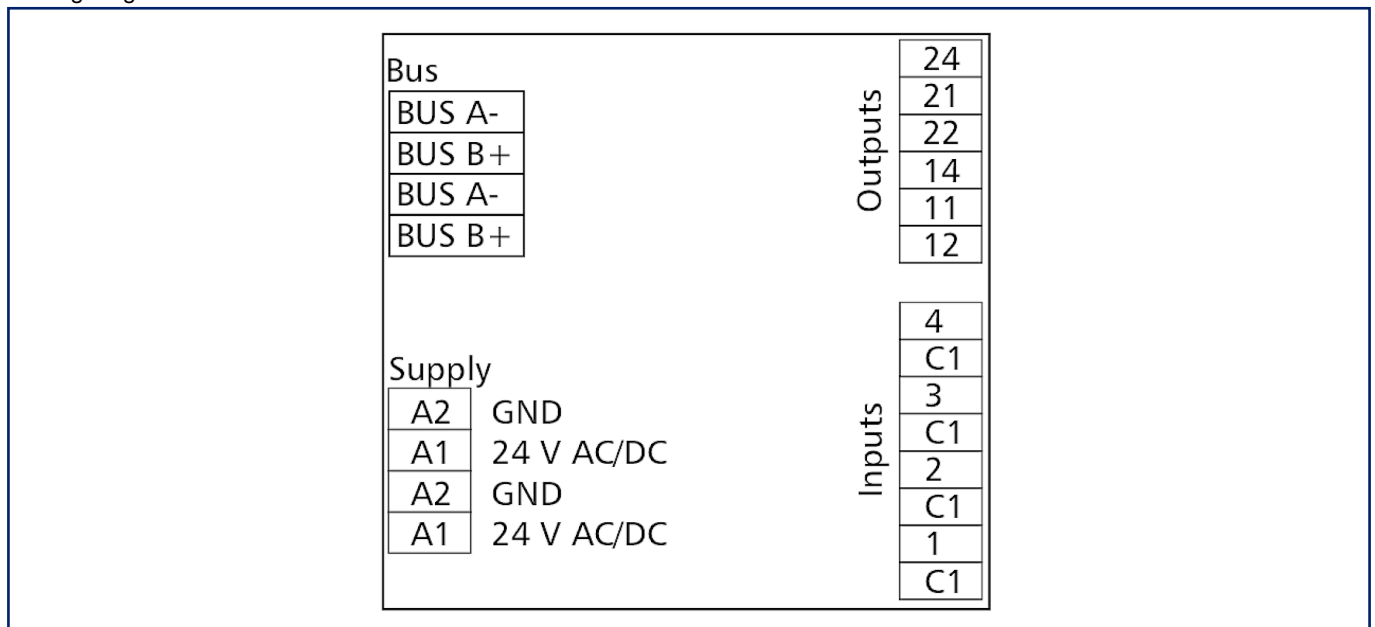 Bus
BUS A-
BUS B+
BUS A-
BUS B+
Supply
A2 GND
A1 24 V AC/DC
A2 GND
A1 24 V AC/DC
Outputs
24
21
22
14
11
12
Inputs
4
C1
3
C1
2
C1
1
C1